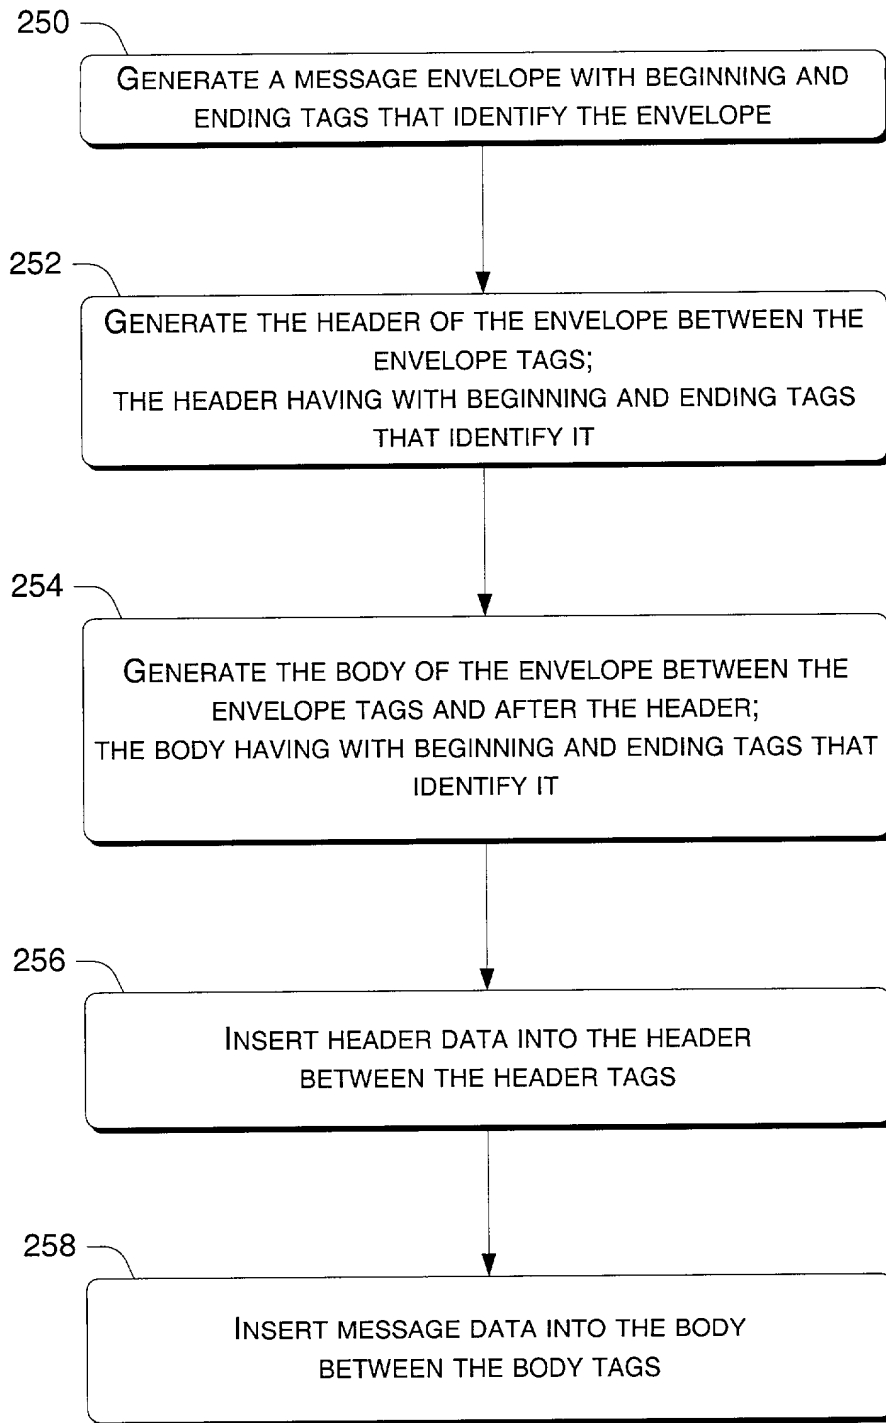 250
GENERATE A MESSAGE ENVELOPE WITH BEGINNING AND
ENDING TAGS THAT IDENTIFY THE ENVELOPE
252
GENERATE THE HEADER OF THE ENVELOPE BETWEEN THE
ENVELOPE TAGS;
THE HEADER HAVING WITH BEGINNING AND ENDING TAGS
THAT IDENTIFY IT
254
GENERATE THE BODY OF THE ENVELOPE BETWEEN THE
ENVELOPE TAGS AND AFTER THE HEADER;
THE BODY HAVING WITH BEGINNING AND ENDING TAGS THAT
IDENTIFY IT
256
INSERT HEADER DATA INTO THE HEADER
BETWEEN THE HEADER TAGS
258
INSERT MESSAGE DATA INTO THE BODY
BETWEEN THE BODY TAGS